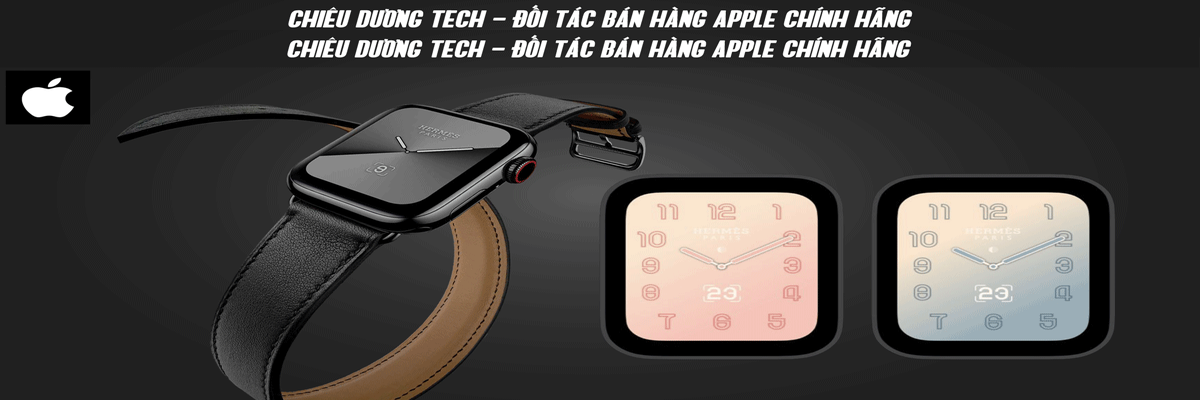 CHIÊU DƯƠNG TECH – ĐỐI TÁC BÁN HÀNG APPLE CHÍNH HÃNG
CHIÊU DƯƠNG TECH – ĐỐI TÁC BÁN HÀNG APPLE CHÍNH HÃNG
HERMÈS
PARIS
9
11 12 1
10 2
HERMÈS
PARIS
9 3
8 23 4
7 6 5
11 12 1
10 2
HERMÈS
PARIS
9 3
8 23 4
7 6 5